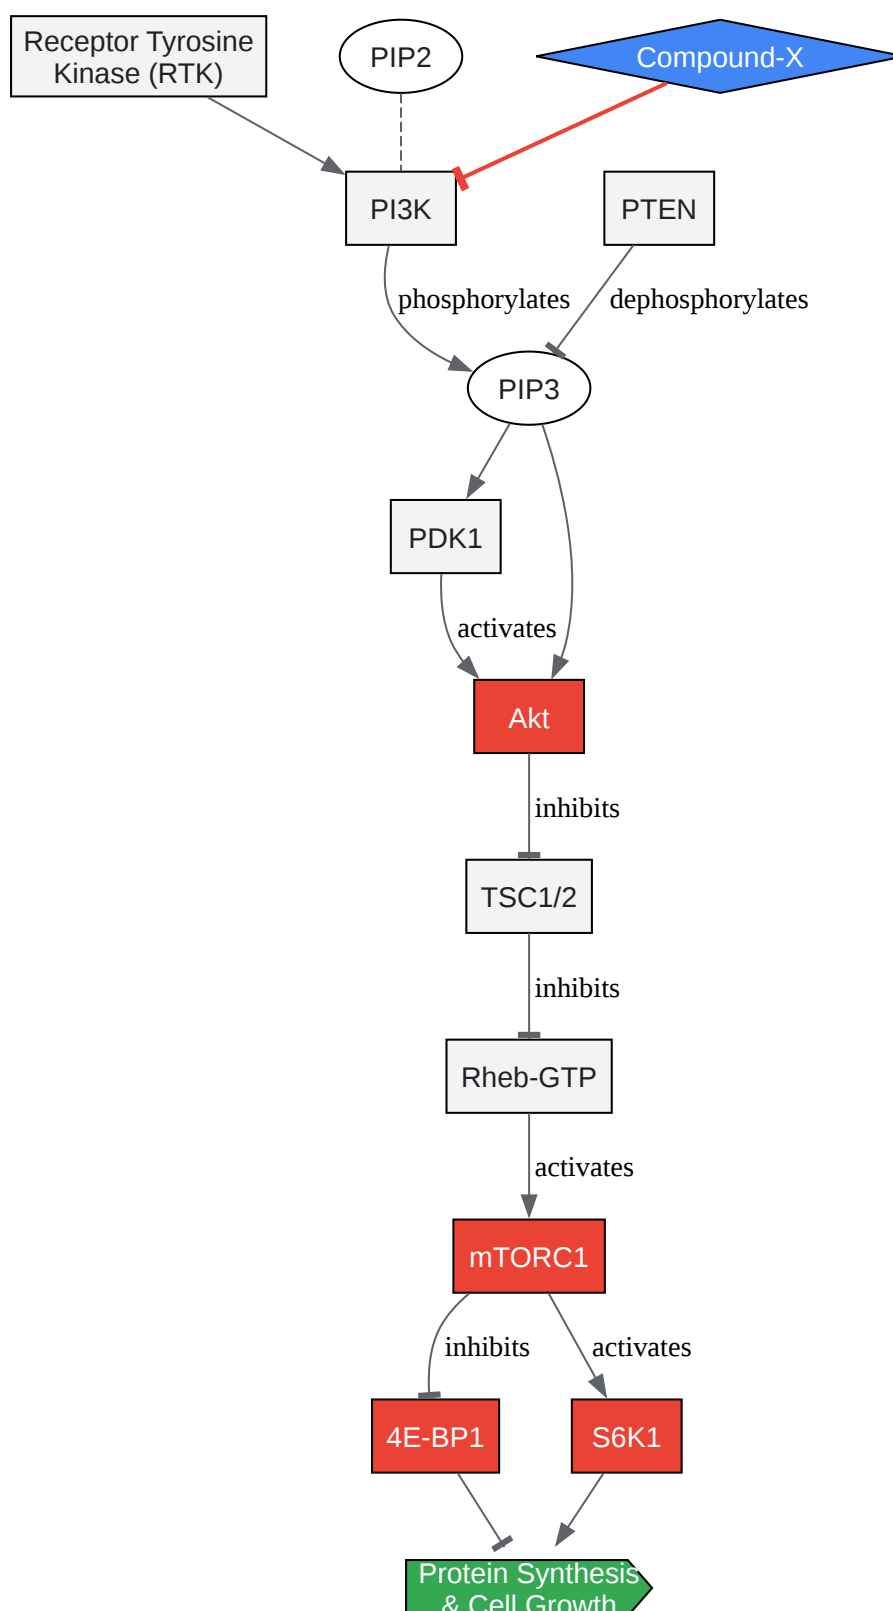 Receptor Tyrosine
Kinase (RTK)
PIP2
Compound-X
PI3K
PTEN
phosphorylates
dephosphorylates
PIP3
PDK1
activates
Akt
inhibits
TSC1/2
inhibits
Rheb-GTP
activates
mTORC1
inhibits
activates
4E-BP1
S6K1
Protein Synthesis
& Cell Growth